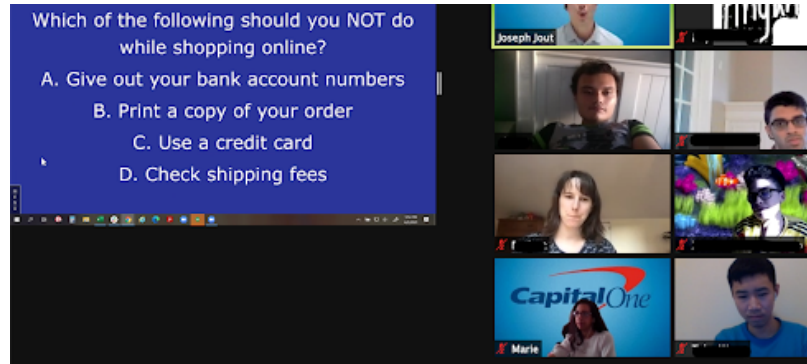 Which of the following should you NOT do
while shopping online?
A. Give out your bank account numbers
B. Print a copy of your order
C. Use a credit card
D. Check shipping fees
Joseph Jout
Capital One
Marie